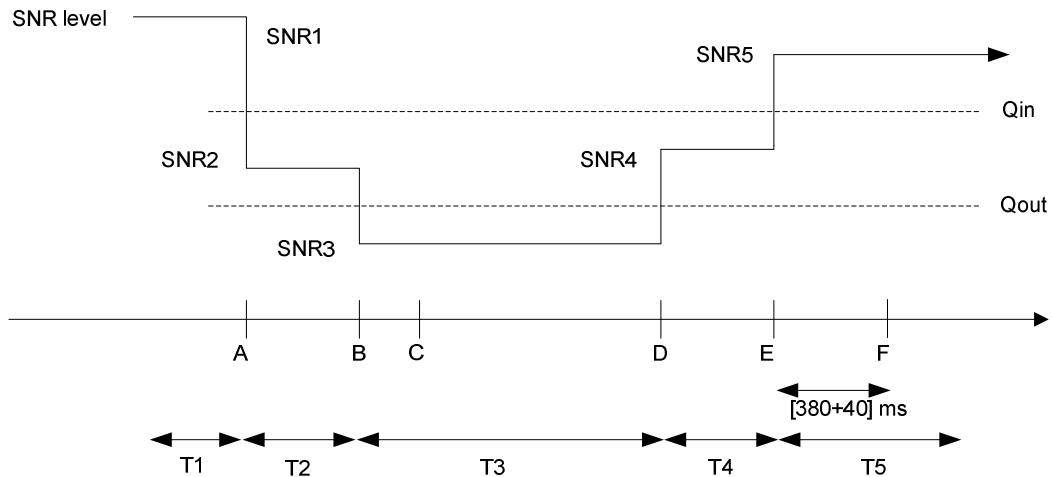 SNR level
SNR1
SNR5
Qin
SNR2
SNR4
Qout
SNR3
A
B
C
D
E
F
[380+40] ms
T1
T2
T3
T4
T5